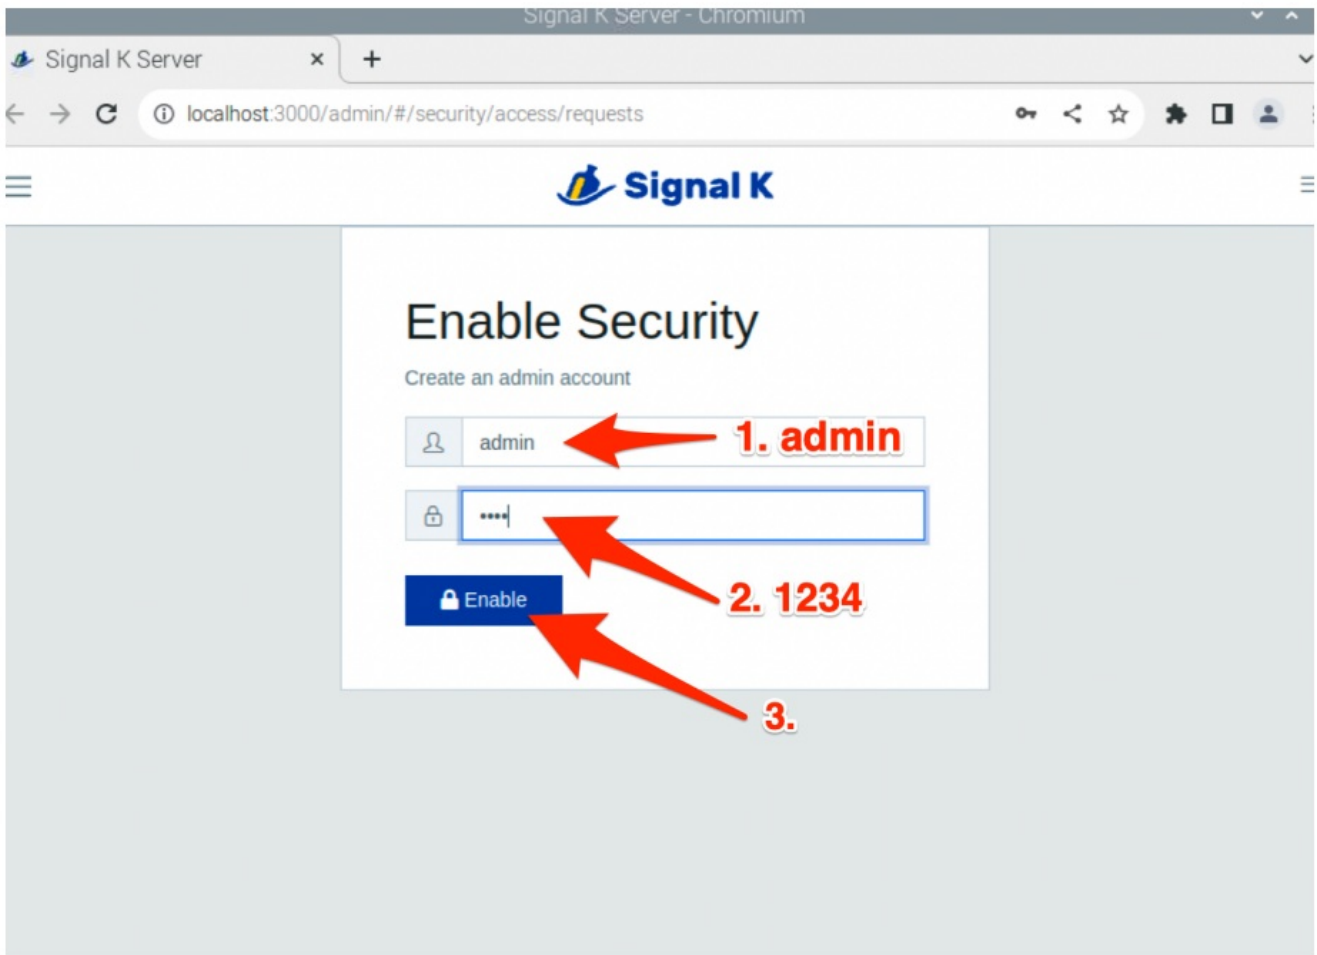 Signal K Server - Chromium
Signal K Server
localhost:3000/admin/#/security/access/requests
Signal K
Enable Security
Create an admin account
admin
1. admin
••••
Enable
2. 1234
3.